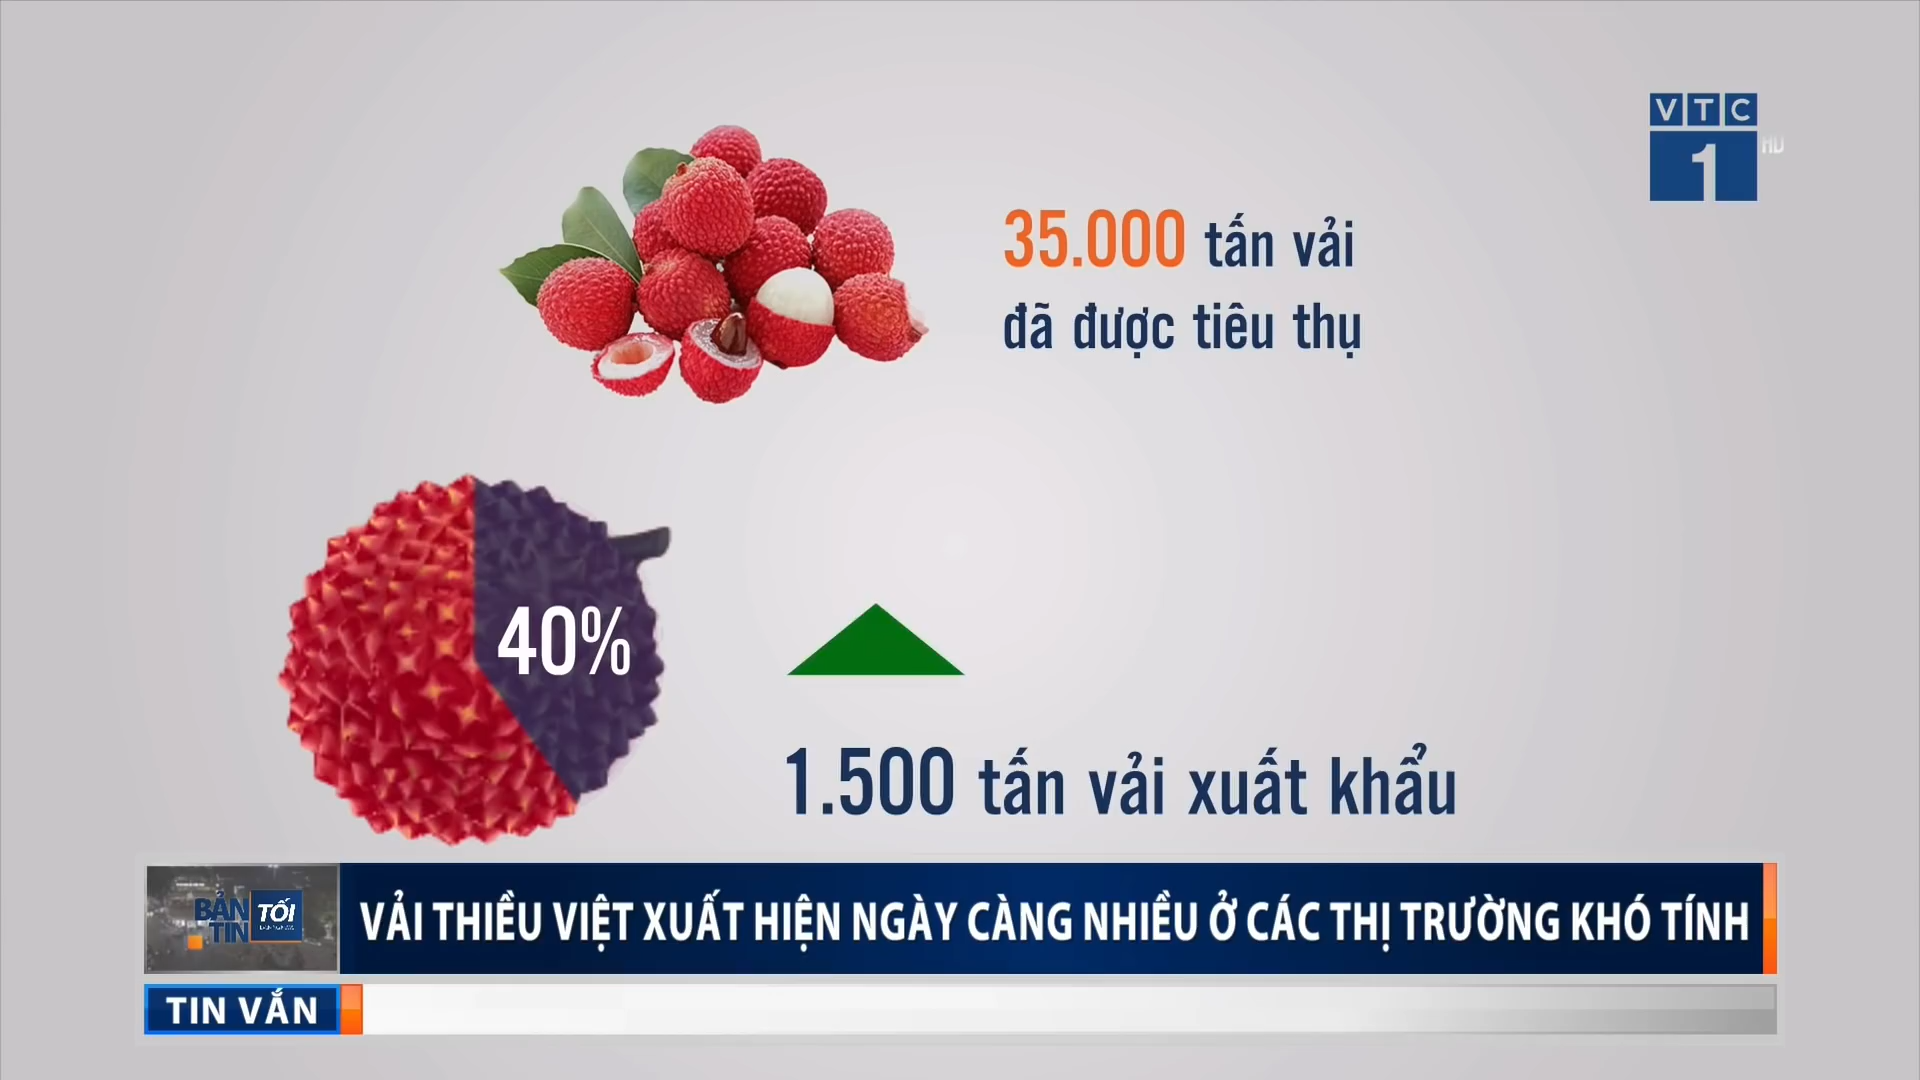 VTC
1
HD
35.000 tấn vải
đã được tiêu thụ
40%
1.500 tấn vải xuất khẩu
BẢN TIN TỐI
VẢI THIỀU VIỆT XUẤT HIỆN NGÀY CÀNG NHIỀU Ở CÁC THỊ TRƯỜNG KHÓ TÍNH
TIN VẮN